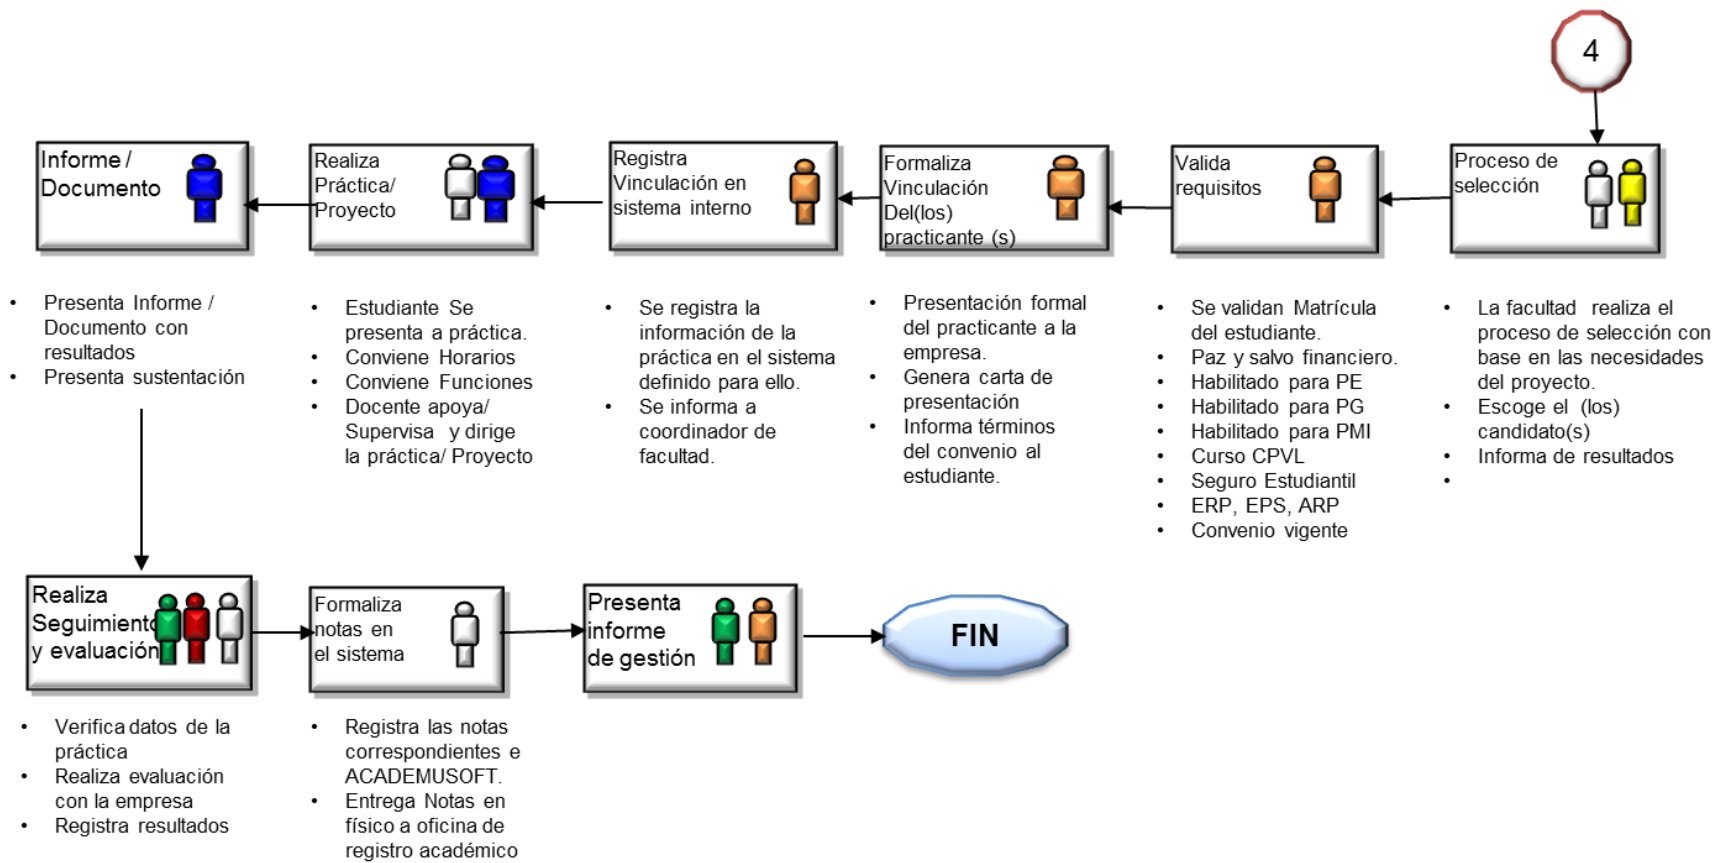 4
Proceso de
selección
Valida
requisitos
Formaliza
Vinculación
Del(los)
practicante (s)
Registra
Vinculación en
sistema interno
Realiza
Práctica/
Proyecto
Informe /
Documento
• La facultad realiza el
proceso de selección con
base en las necesidades
del proyecto.
• Escoge el (los)
candidato(s)
• Informa de resultados
•
• Se validan Matrícula
del estudiante.
• Paz y salvo financiero.
• Habilitado para PE
• Habilitado para PG
• Habilitado para PMI
• Curso CPVL
• Seguro Estudiantil
• ERP, EPS, ARP
• Convenio vigente
• Presentación formal
del practicante a la
empresa.
• Genera carta de
presentación
• Informa términos
del convenio al
estudiante.
• Se registra la
información de la
práctica en el sistema
definido para ello.
• Se informa a
coordinador de
facultad.
• Estudiante Se
presenta a práctica.
• Conviene Horarios
• Conviene Funciones
• Docente apoya/
Supervisa y dirige
la práctica/ Proyecto
• Presenta Informe /
Documento con
resultados
• Presenta sustentación
Realiza
Seguimiento
y evaluación
Formaliza
notas en
el sistema
Presenta
informe
de gestión
FIN
• Verifica datos de la
práctica
• Realiza evaluación
con la empresa
• Registra resultados
• Registra las notas
correspondientes e
ACADEMUSOFT.
• Entrega Notas en
físico a oficina de
registro académico